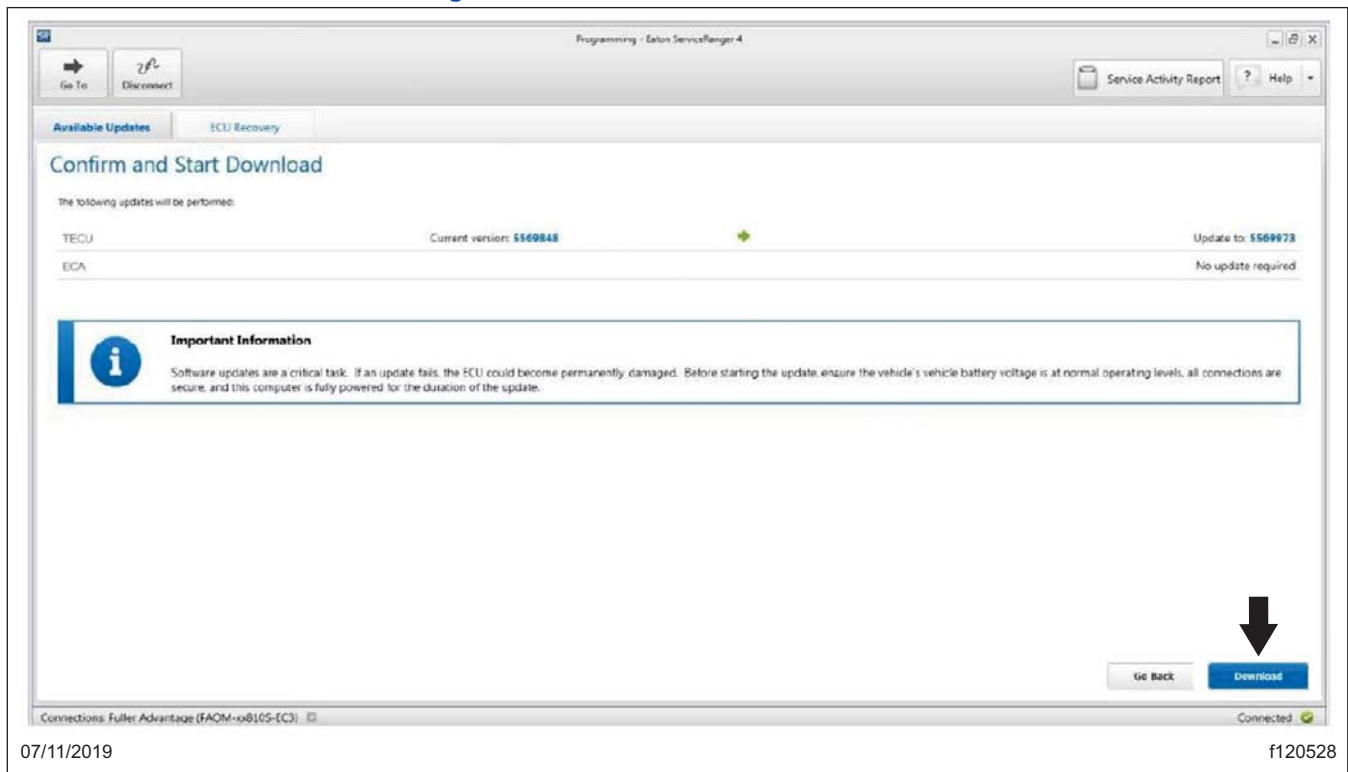 g
SR
Programming - Eaton ServiceRanger 4
Go To
Disconnect
Service Activity Report
? Help
Available Updates
ECU Recovery
Confirm and Start Download
The following updates will be performed:
TECU Current version: 5569848 Update to: 5569973
ECA No update required
i
Important Information
Software updates are a critical task. If an update fails, the ECU could become permanently damaged. Before starting the update, ensure the vehicle's vehicle battery voltage is at normal operating levels, all connections are
secure, and this computer is fully powered for the duration of the update.
Go Back
Download
Connections: Fuller Advantage (FAOM-xx810S-EC3)
Connected
07/11/2019
f120528